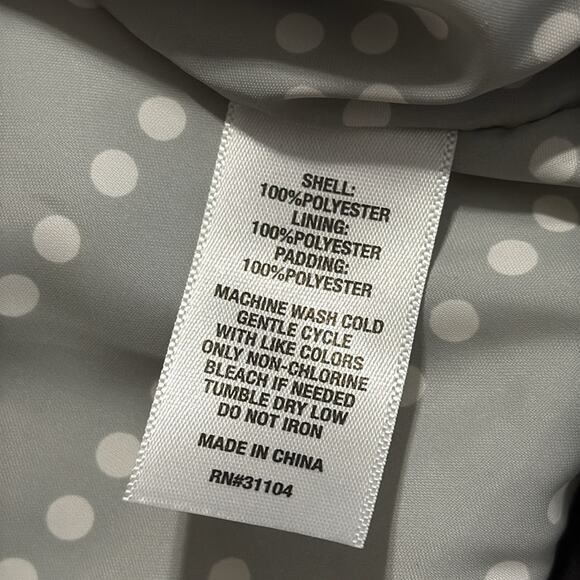 SHELL:
100%POLYESTER
LINING:
100%POLYESTER
PADDING:
100%POLYESTER
MACHINE WASH COLD
GENTLE CYCLE
WITH LIKE COLORS
ONLY NON-CHLORINE
BLEACH IF NEEDED
TUMBLE DRY LOW
DO NOT IRON
MADE IN CHINA
RN#31104